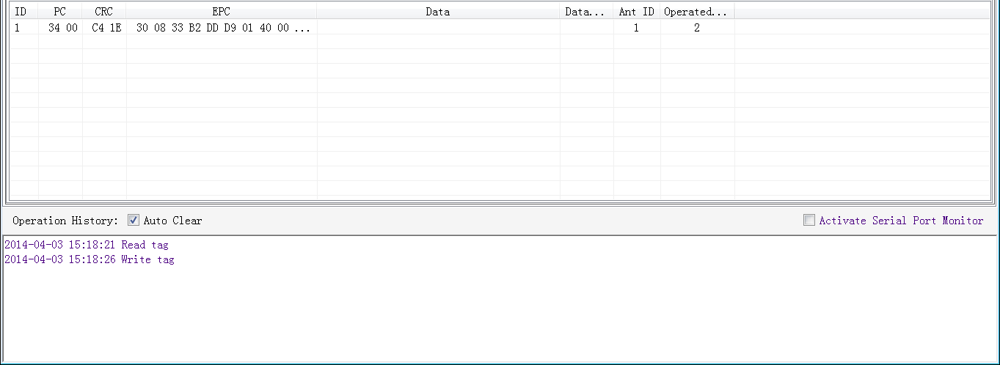 ID PC CRC EPC Data Data... Ant ID Operated...
1 34 00 C4 1E 30 08 33 B2 DD D9 01 40 00 ... 1 2
Operation History: Auto Clear Activate Serial Port Monitor
2014-04-03 15:18:21 Read tag
2014-04-03 15:18:26 Write tag